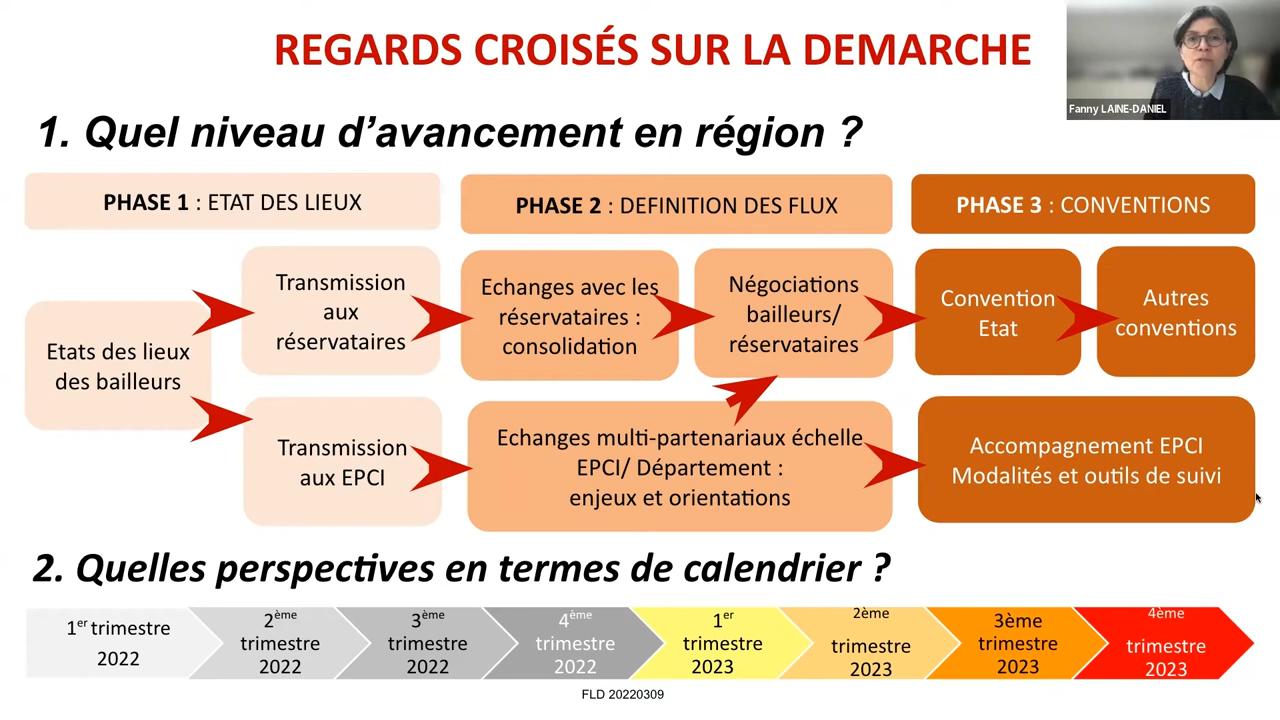 REGARDS CROISÉS SUR LA DEMARCHE
Fanny LAINE-DANIEL
1. Quel niveau d’avancement en région ?
PHASE 1 : ETAT DES LIEUX
PHASE 2 : DEFINITION DES FLUX
PHASE 3 : CONVENTIONS
Etats des lieux
des bailleurs
Transmission
aux
réservataires
Echanges avec les
réservataires :
consolidation
Négociations
bailleurs/
réservataires
Convention
Etat
Autres
conventions
Transmission
aux EPCI
Echanges multi-partenariaux échelle
EPCI/ Département :
enjeux et orientations
Accompagnement EPCI
Modalités et outils de suivi
2. Quelles perspectives en termes de calendrier ?
1er trimestre
2022
2ème
trimestre
2022
3ème
trimestre
2022
4ème
trimestre
2022
1er
trimestre
2023
2ème
trimestre
2023
3ème
trimestre
2023
4ème
trimestre
2023
FLD 20220309